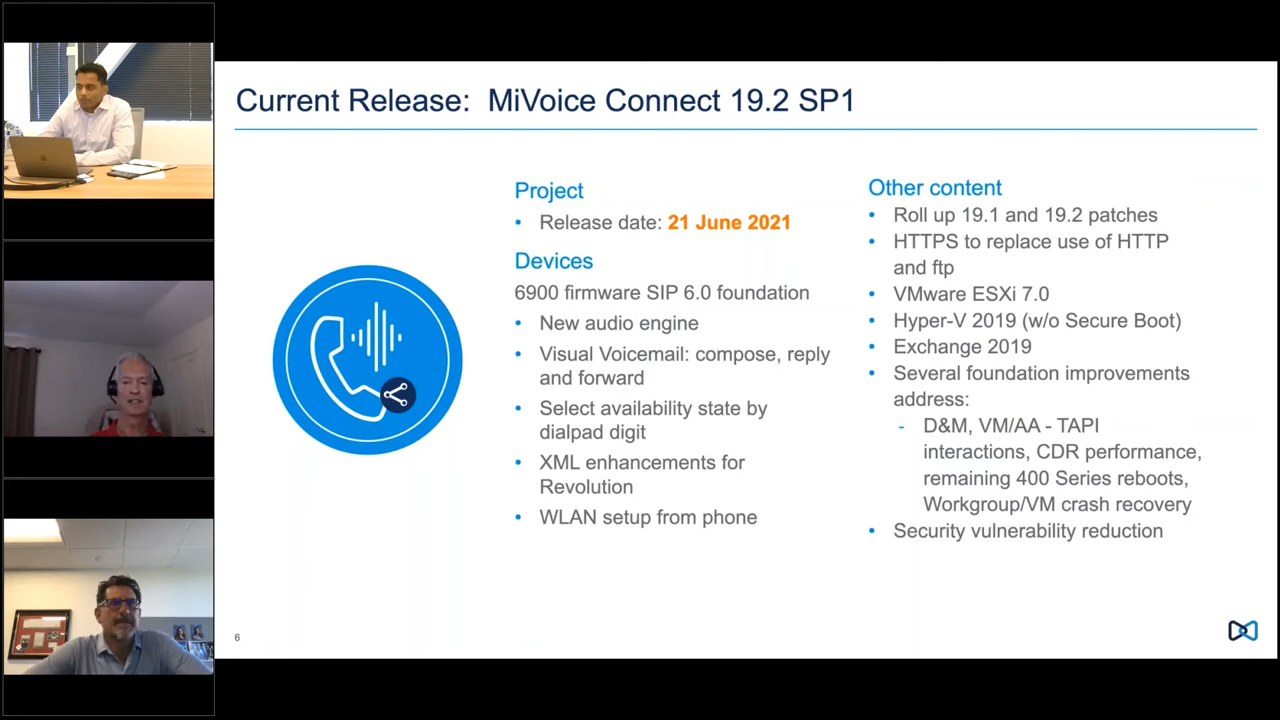 Current Release: MiVoice Connect 19.2 SP1
Project
• Release date: 21 June 2021
Devices
6900 firmware SIP 6.0 foundation
• New audio engine
• Visual Voicemail: compose, reply
and forward
• Select availability state by
dialpad digit
• XML enhancements for
Revolution
• WLAN setup from phone
Other content
• Roll up 19.1 and 19.2 patches
• HTTPS to replace use of HTTP
and ftp
• VMware ESXi 7.0
• Hyper-V 2019 (w/o Secure Boot)
• Exchange 2019
• Several foundation improvements
address:
- D&M, VM/AA - TAPI
interactions, CDR performance,
remaining 400 Series reboots,
Workgroup/VM crash recovery
• Security vulnerability reduction
6